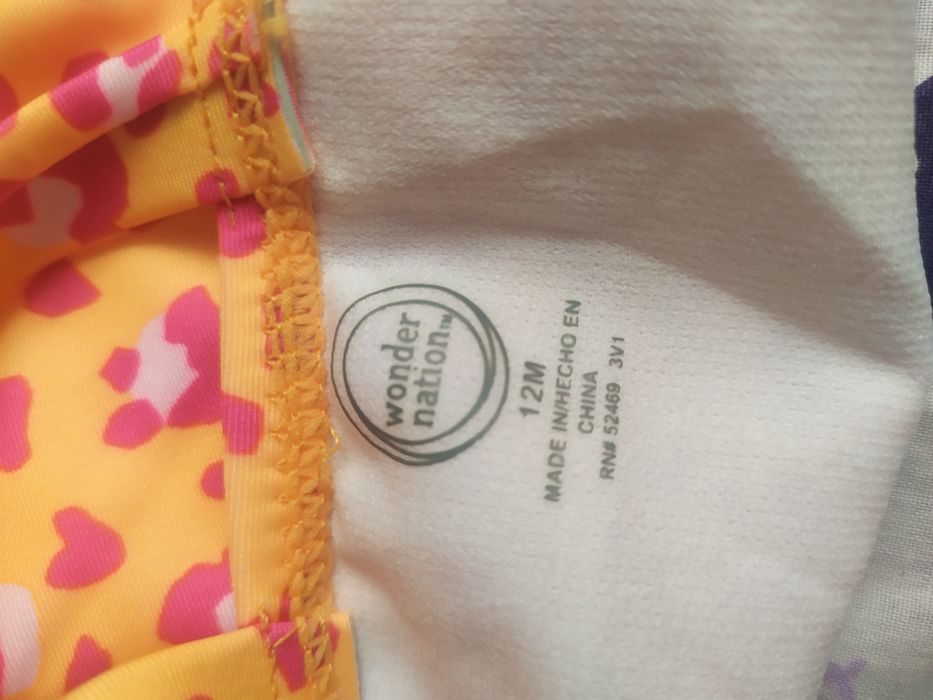 wonder
nation™
12M
MADE IN/HECHO EN
CHINA
RN# 52469 3V1